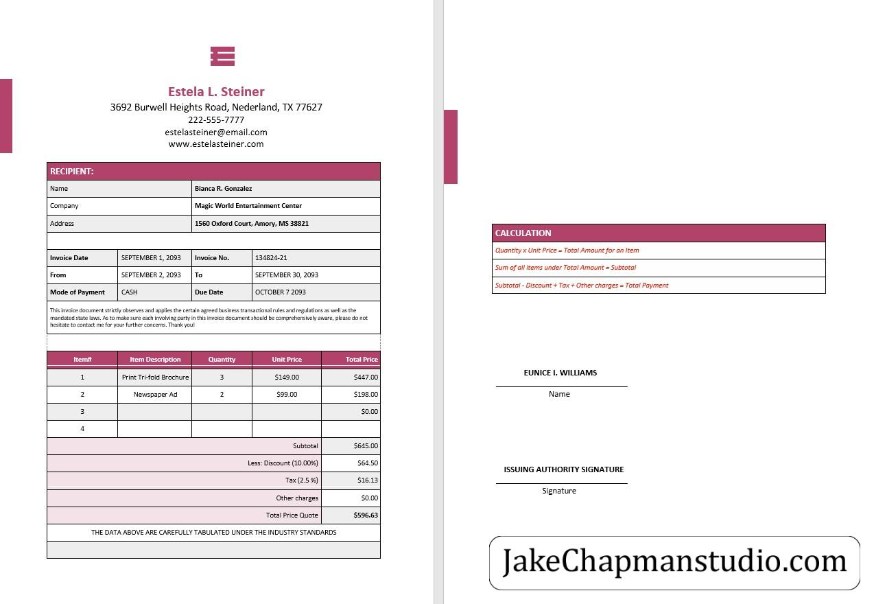 Estela L. Steiner
3692 Burwell Heights Road, Nederland, TX 77627
222-555-7777
estelasteiner@email.com
www.estelasteiner.com
RECIPIENT:
Name Bianca R. Gonzalez
Company Magic World Entertainment Center
Address 1560 Oxford Court, Amory, MS 38821
Invoice Date SEPTEMBER 1, 2093 Invoice No. 134824-21
From SEPTEMBER 2, 2093 To SEPTEMBER 30, 2093
Mode of Payment CASH Due Date OCTOBER 7 2093
This invoice document strictly observes and applies the certain agreed business transactional rules and regulations as well as the
mandated state laws. As to make sure each involving party in this invoice document should be comprehensively aware, please do not
hesitate to contact me for your further concerns. Thank you!
Item# Item Description Quantity Unit Price Total Price
1 Print Tri-fold Brochure 3 $149.00 $447.00
2 Newspaper Ad 2 $99.00 $198.00
3 $0.00
4
Subtotal $645.00
Less: Discount (10.00%) $64.50
Tax (2.5 %) $16.13
Other charges $0.00
Total Price Quote $596.63
THE DATA ABOVE ARE CAREFULLY TABULATED UNDER THE INDUSTRY STANDARDS
CALCULATION
Quantity x Unit Price = Total Amount for an Item
Sum of all items under Total Amount = Subtotal
Subtotal - Discount + Tax + Other charges = Total Payment
EUNICE I. WILLIAMS
Name
ISSUING AUTHORITY SIGNATURE
Signature
JakeChapmanstudio.com